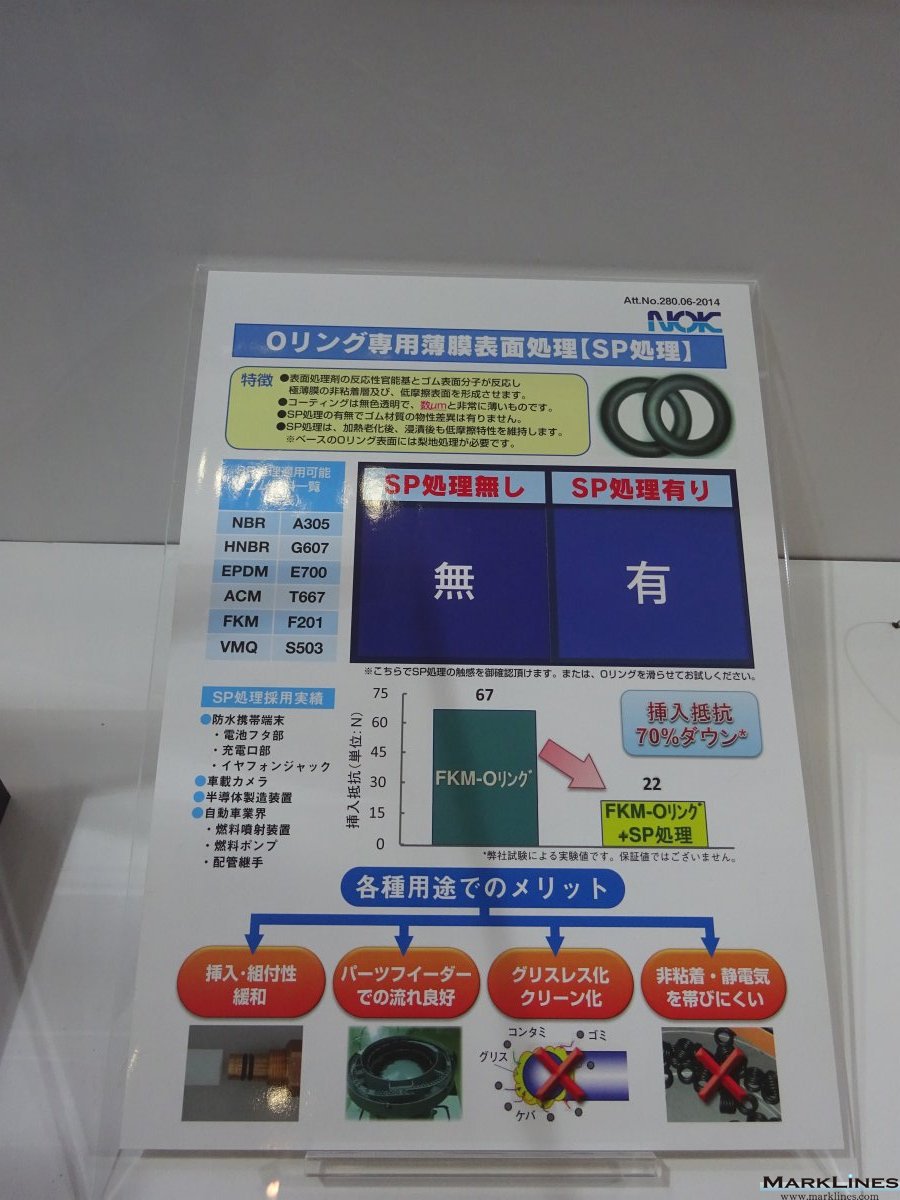 Att.No.280.06-2014
NOK
Oリング専用薄膜表面処理【SP処理】
特徴
●表面処理剤の反応性官能基とゴム表面分子が反応し
極薄膜の非粘着層及び、低摩擦表面を形成させます。
●コーティングは無色透明で、数μmと非常に薄いものです。
●SP処理の有無でゴム材質の物性差異は有りません。
●SP処理は、加熱老化後、浸漬後も低摩擦特性を維持します。
※ベースのOリング表面には梨地処理が必要です。
処理適用可能
一覧
NBR A305
HNBR G607
EPDM E700
ACM T667
FKM F201
VMQ S503
SP処理無し
SP処理有り
無
有
※こちらでSP処理の触感を御確認頂けます。または、Oリングを滑らせてお試しください。
SP処理採用実績
●防水携帯端末
・電池フタ部
・充電口部
・イヤフォンジャック
●車載カメラ
●半導体製造装置
●自動車業界
・燃料噴射装置
・燃料ポンプ
・配管継手
挿入抵抗(単位:N)
75
60
45
30
15
0
67
FKM-Oリング
22
FKM-Oリング
+SP処理
挿入抵抗
70%ダウン*
*弊社試験による実験値です。保証値ではございません。
各種用途でのメリット
挿入・組付性
緩和
パーツフィーダー
での流れ良好
グリスレス化
クリーン化
非粘着・静電気
を帯びにくい
コンタミ
ゴミ
グリス
ケバ
MARKLINES
www.marklines.com